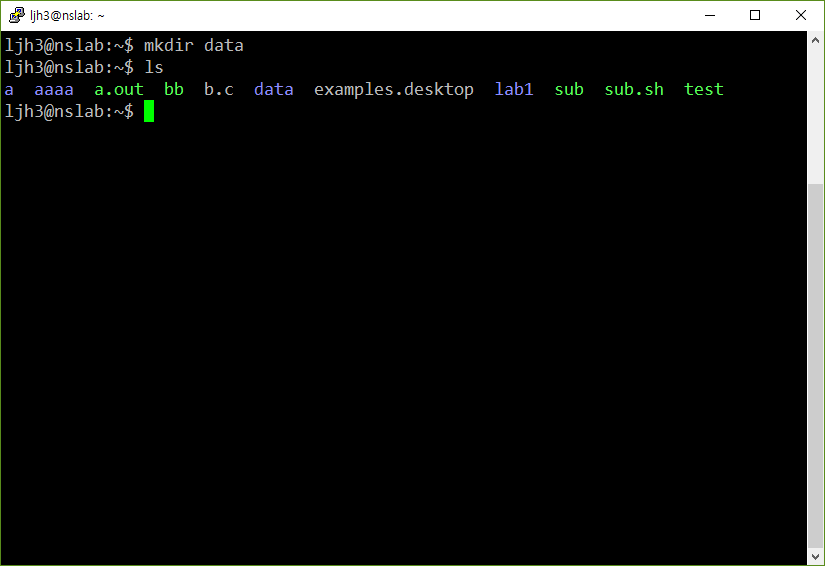 ljh3@nslab: ~
ljh3@nslab:~$ mkdir data
ljh3@nslab:~$ ls
a  aaaa  a.out  bb  b.c  data  examples.desktop  lab1  sub  sub.sh  test
ljh3@nslab:~$